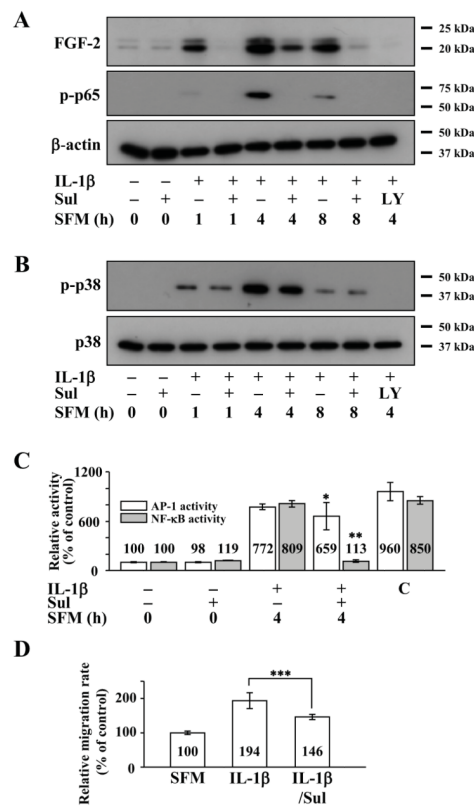 A
FGF-2
25 kDa
20 kDa
p-p65
75 kDa
50 kDa
β-actin
50 kDa
37 kDa
IL-1β – – + + + + + + +
Sul – + – + – + – + LY
SFM (h) 0 0 1 1 4 4 8 8 4
B
p-p38
50 kDa
37 kDa
p38
50 kDa
37 kDa
IL-1β – – + + + + + + +
Sul – + – + – + – + LY
SFM (h) 0 0 1 1 4 4 8 8 4
C
Relative activity
(% of control)
1200
600
0
AP-1 activity
NF-κB activity
* **
100 100 98 119 772 809 659 113 960 850
IL-1β – – + + C
Sul – + – +
SFM (h) 0 0 4 4
D
Relative migration rate
(% of control)
200
100
0
***
100 194 146
SFM IL-1β IL-1β
/Sul